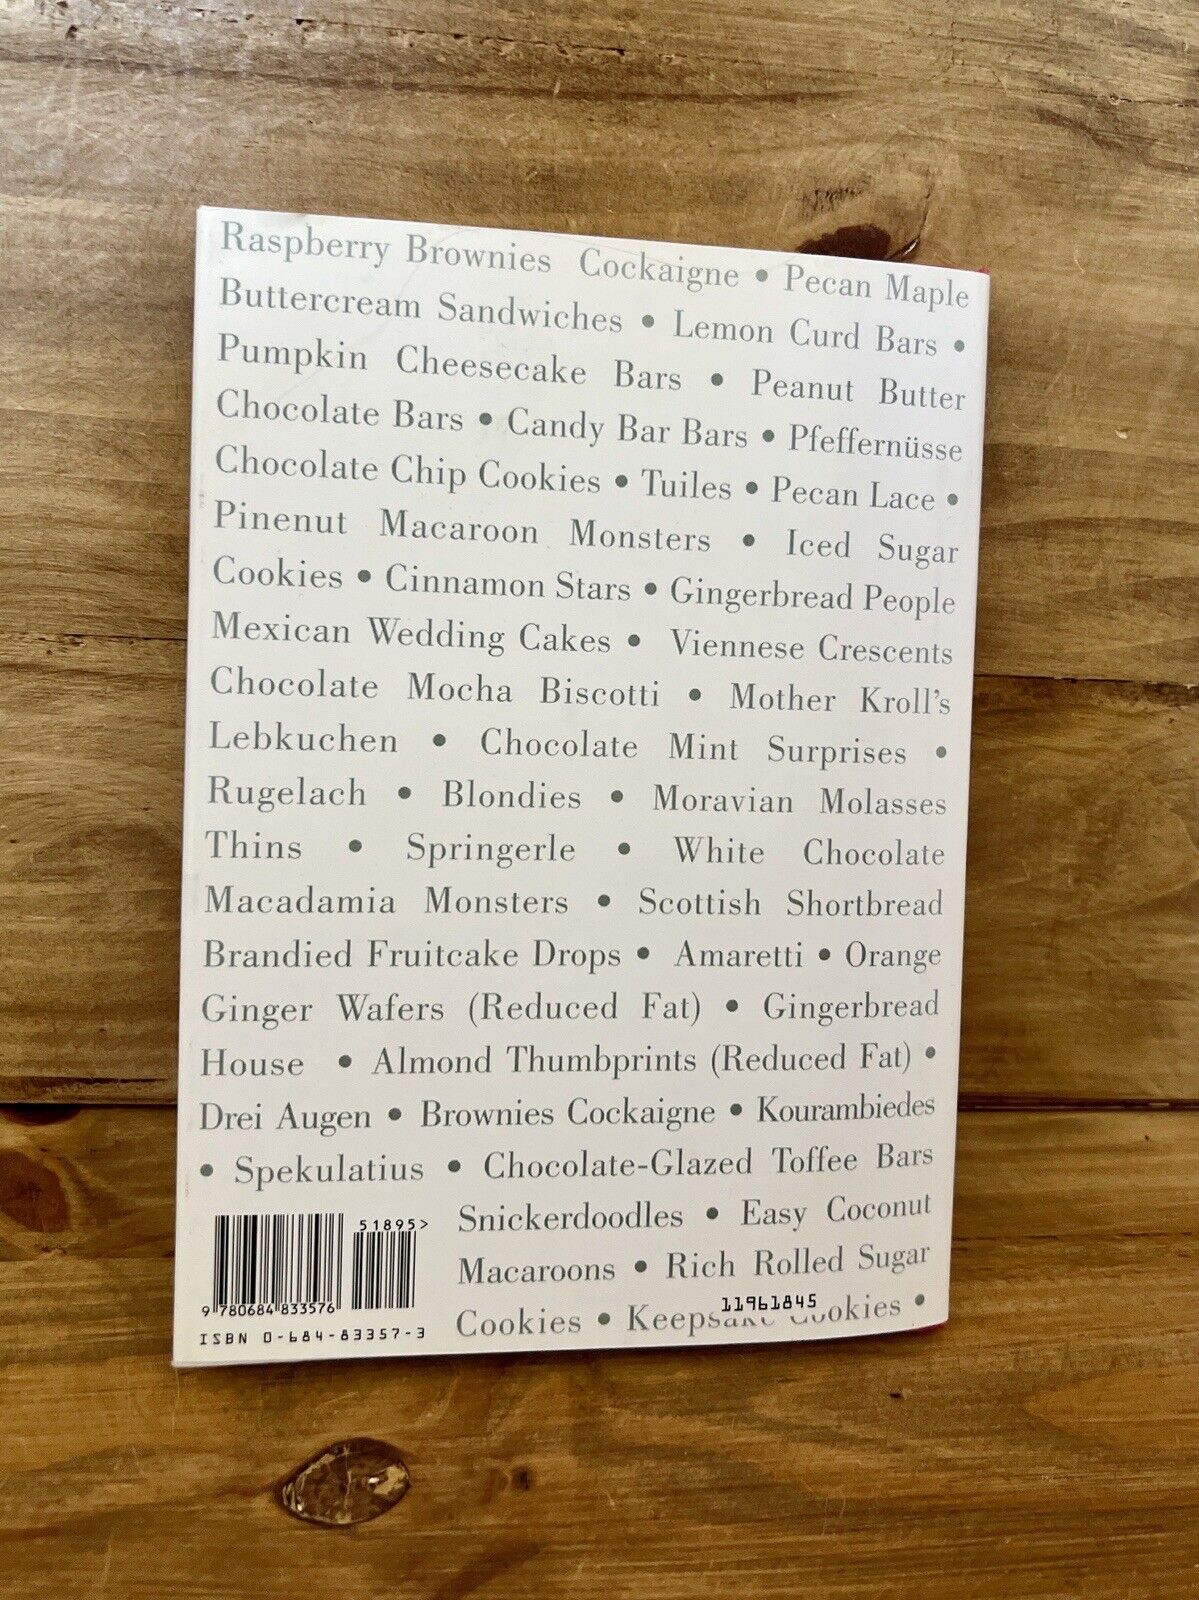 Raspberry Brownies Cockaigne • Pecan Maple
Buttercream Sandwiches • Lemon Curd Bars •
Pumpkin Cheesecake Bars • Peanut Butter
Chocolate Bars • Candy Bar Bars • Pfeffernüsse
Chocolate Chip Cookies • Tuiles • Pecan Lace •
Pinenut Macaroon Monsters • Iced Sugar
Cookies • Cinnamon Stars • Gingerbread People
Mexican Wedding Cakes • Viennese Crescents
Chocolate Mocha Biscotti • Mother Kroll's
Lebkuchen • Chocolate Mint Surprises •
Rugelach • Blondies • Moravian Molasses
Thins • Springerle • White Chocolate
Macadamia Monsters • Scottish Shortbread
Brandied Fruitcake Drops • Amaretti • Orange
Ginger Wafers (Reduced Fat) • Gingerbread
House • Almond Thumbprints (Reduced Fat) •
Drei Augen • Brownies Cockaigne • Kourambiedes
• Spekulatius • Chocolate-Glazed Toffee Bars
Snickerdoodles • Easy Coconut
Macaroons • Rich Rolled Sugar
Cookies • Keepsake Cookies •
11961845
51895>
9 780684 833576
ISBN 0-684-83357-3